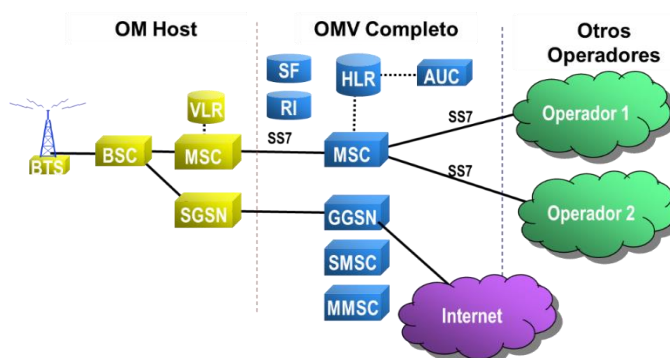 OM Host
OMV Completo
Otros
Operadores
SF
HLR
AUC
VLR
RI
SS7
Operador 1
BTS
BSC
MSC
SS7
MSC
SS7
Operador 2
SGSN
GGSN
SMSC
MMSC
Internet